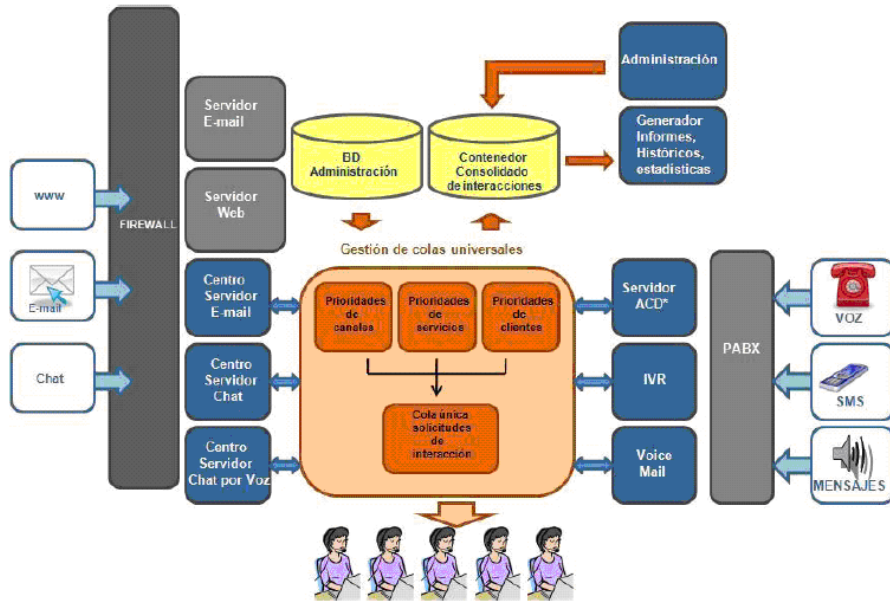 Administración
Servidor
E-mail
Generador
Informes,
Históricos,
estadísticas
BD
Administración
Contenedor
Consolidado
de interacciones
www
FIREWALL
Servidor
Web
Gestión de colas universales
E-mail
Centro
Servidor
E-mail
Prioridades
de
canales
Prioridades
de
servicios
Prioridades
de
clientes
Servidor
ACD*
VOZ
PABX
Chat
Centro
Servidor
Chat
IVR
SMS
Cola única
solicitudes
de
interacción
Centro
Servidor
Chat por Voz
Voice
Mail
MENSAJES